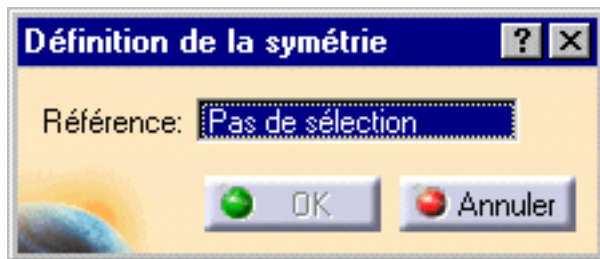 Définition de la symétrie ? X
Référence: Pas de sélection
OK Annuler